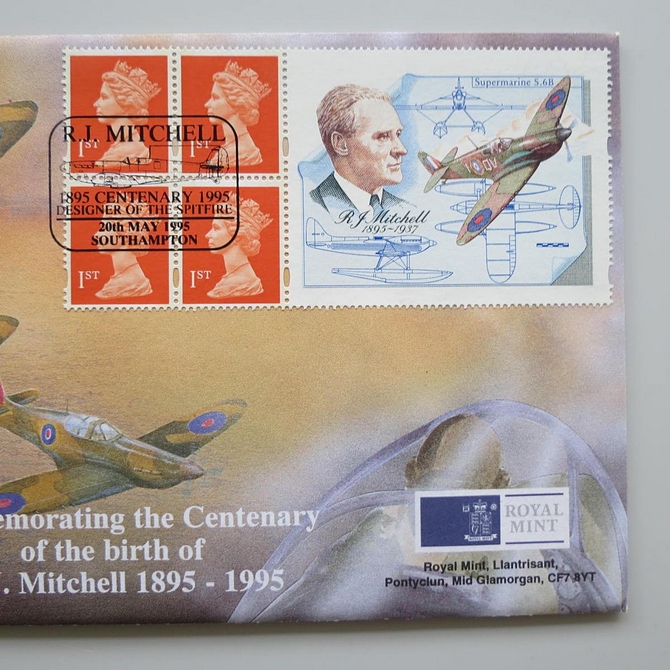 R.J. MITCHELL
1895 CENTENARY 1995
DESIGNER OF THE SPITFIRE
20th MAY 1995
SOUTHAMPTON
1ST
1ST
1ST
1ST
Supermarine S.6B
R.J. Mitchell
1895-1937
emorating the Centenary
of the birth of
. Mitchell 1895 - 1995
ROYAL
MINT
ROYAL MINT
Royal Mint, Llantrisant,
Pontyclun, Mid Glamorgan, CF7 8YT